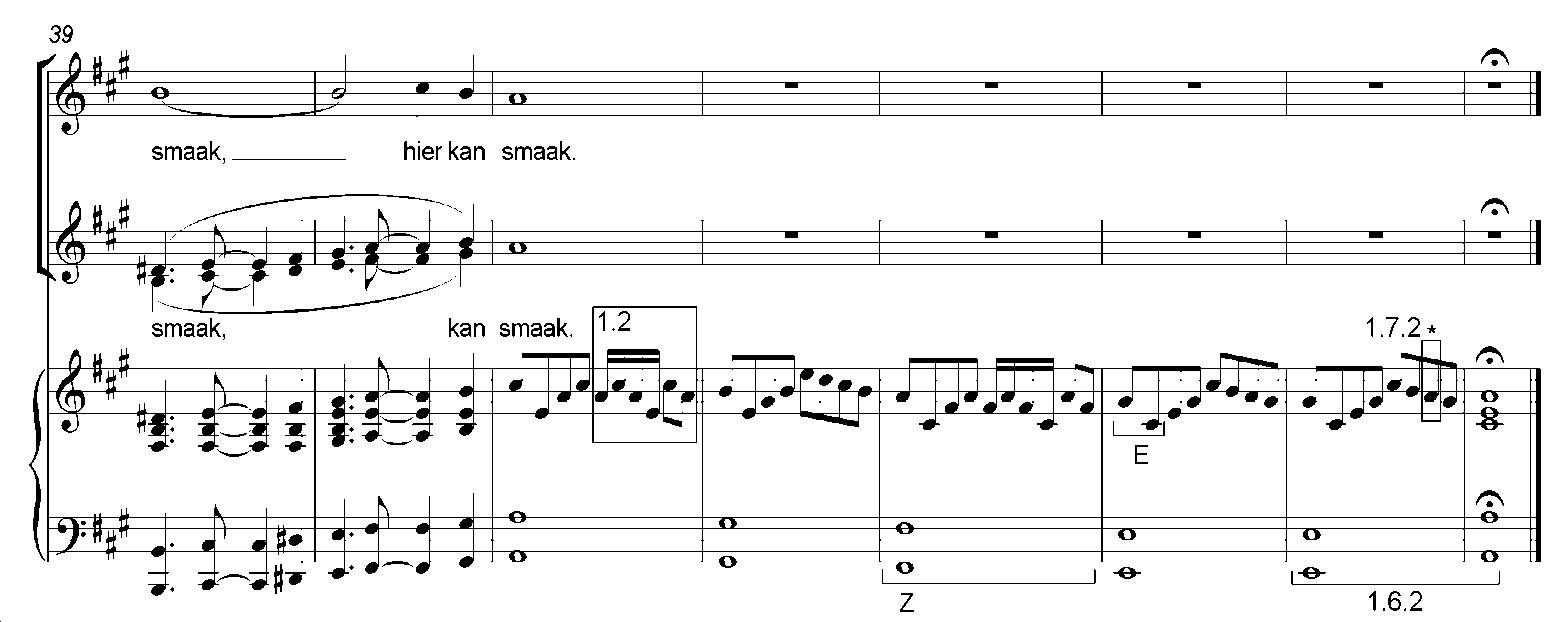 39
smaak, hier kan smaak.
smaak, kan smaak.
1.2
1.7.2 *
E
Z
1.6.2